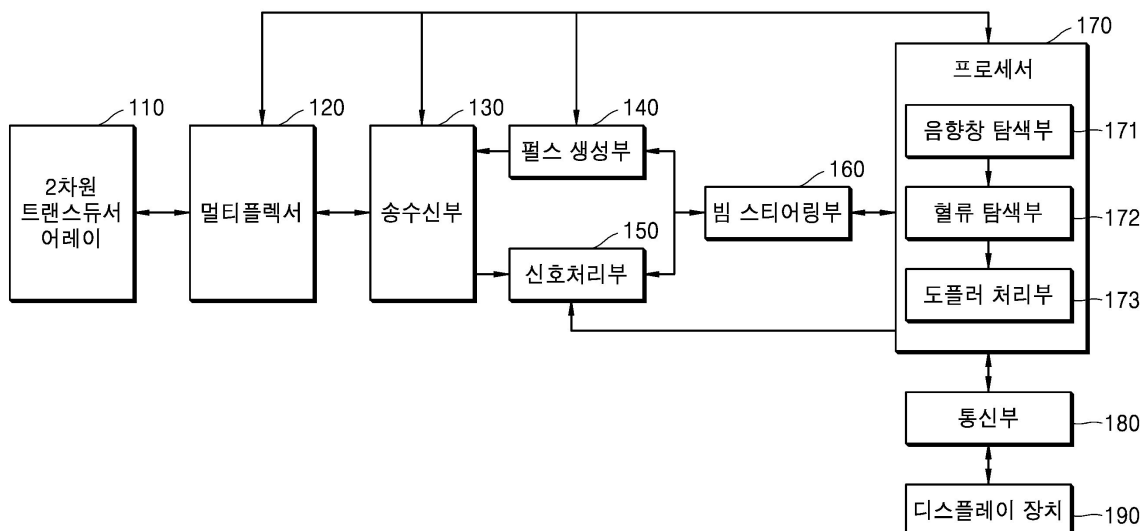 170
프로세서
110
120
130
140
음향창 탐색부
171
펄스 생성부
160
2차원
트랜스듀서
어레이
멀티플렉서
송수신부
빔 스티어링부
혈류 탐색부
172
150
신호처리부
도플러 처리부
173
통신부
180
디스플레이 장치
190